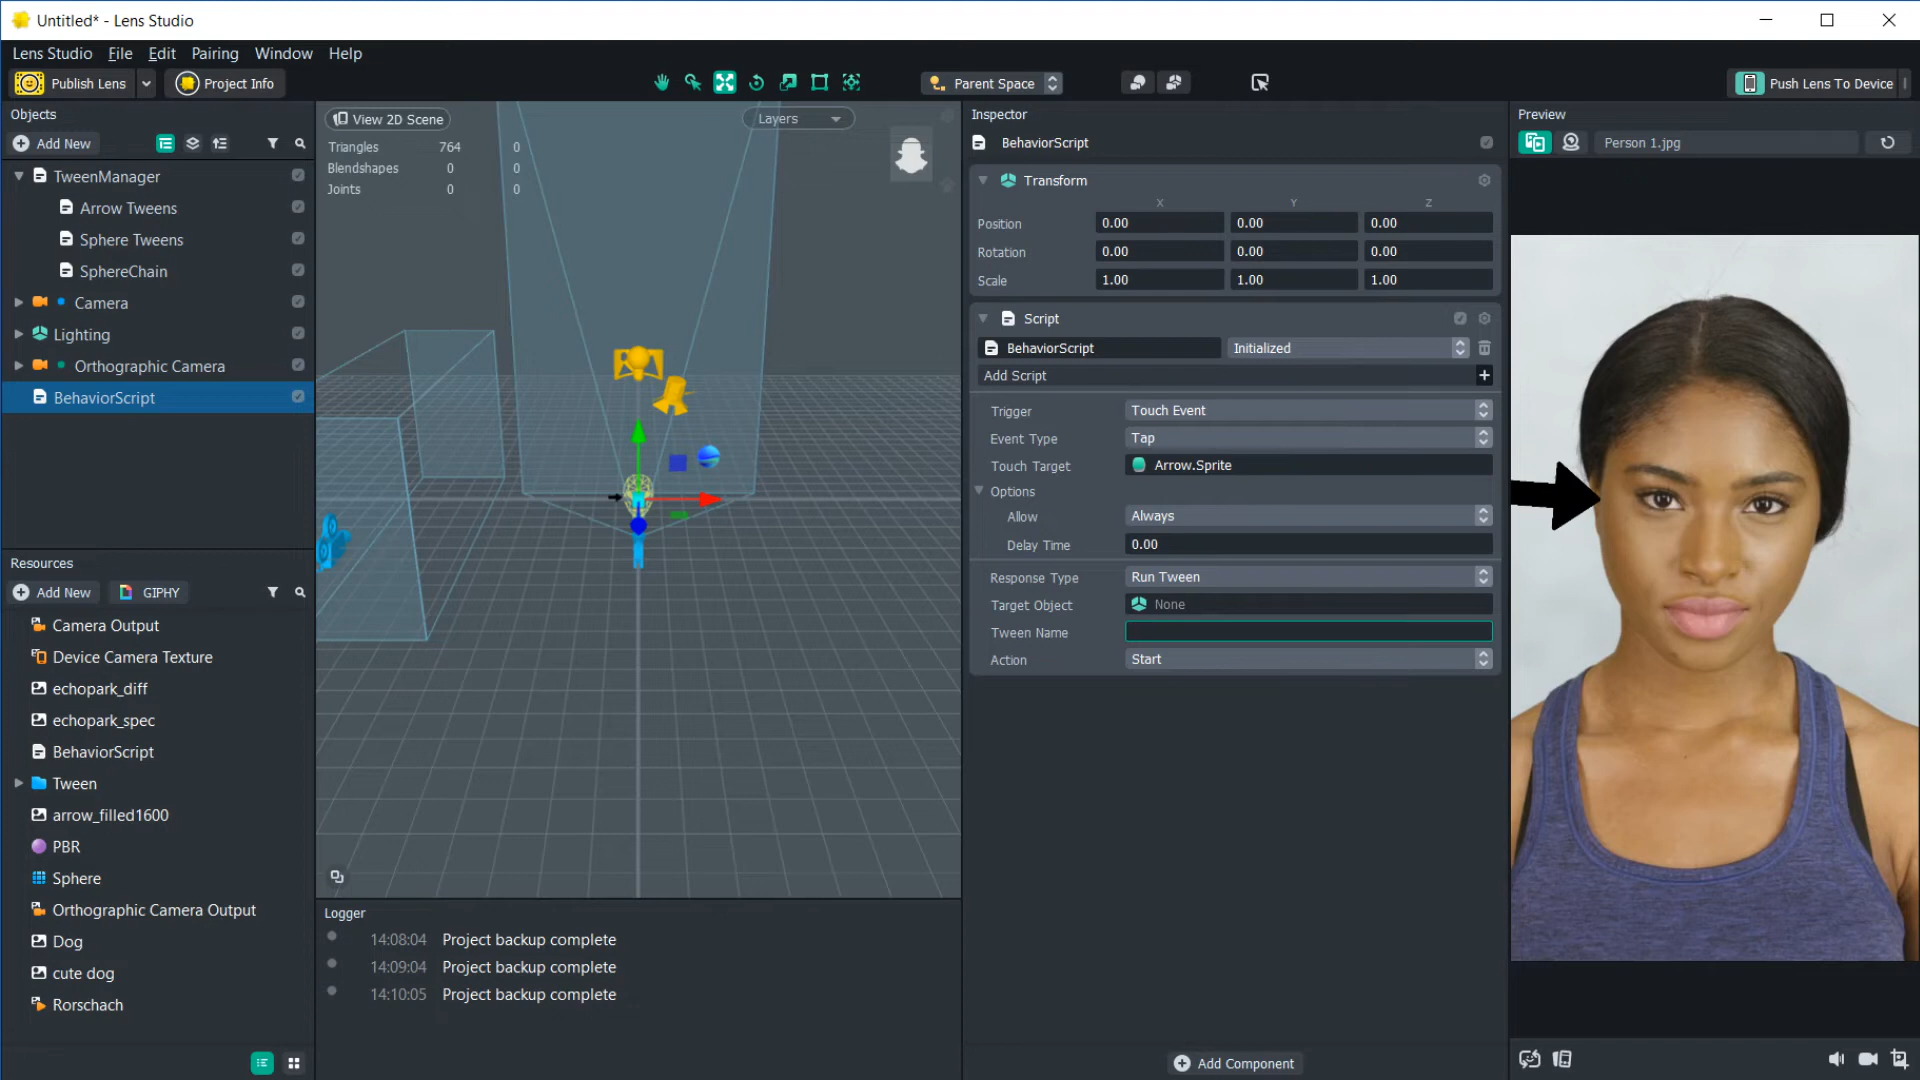 Untitled* - Lens Studio
Lens Studio File Edit Pairing Window Help
Publish Lens Project Info Parent Space Push Lens To Device
Objects
Add New
TweenManager
Arrow Tweens
Sphere Tweens
SphereChain
Camera
Lighting
Orthographic Camera
BehaviorScript
Resources
Add New GIPHY
Camera Output
Device Camera Texture
echopark_diff
echopark_spec
BehaviorScript
Tween
arrow_filled1600
PBR
Sphere
Orthographic Camera Output
Dog
cute dog
Rorschach
View 2D Scene Layers
Triangles 764 0
Blendshapes 0 0
Joints 0 0
Logger
14:08:04 Project backup complete
14:09:04 Project backup complete
14:10:05 Project backup complete
Inspector
BehaviorScript
Transform
X Y Z
Position 0.00 0.00 0.00
Rotation 0.00 0.00 0.00
Scale 1.00 1.00 1.00
Script
BehaviorScript Initialized
Add Script
Trigger Touch Event
Event Type Tap
Touch Target Arrow.Sprite
Options
Allow Always
Delay Time 0.00
Response Type Run Tween
Target Object None
Tween Name
Action Start
Add Component
Preview
Person 1.jpg